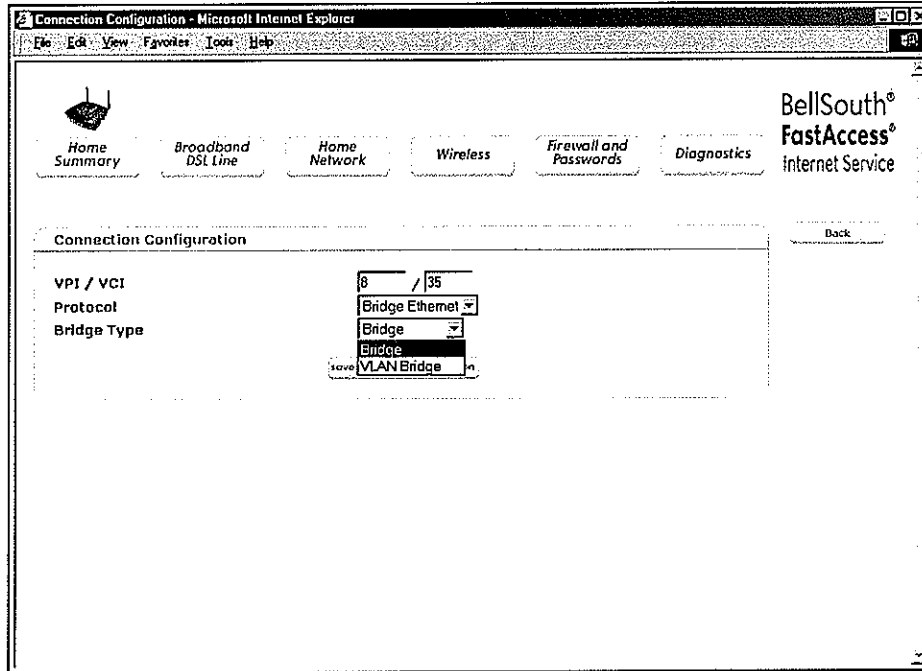 Connection Configuration - Microsoft Internet Explorer
File Edit View Favorites Tools Help
BellSouth®
FastAccess®
Internet Service
Home Summary
Broadband DSL Line
Home Network
Wireless
Firewall and Passwords
Diagnostics
Connection Configuration
Back
VPI / VCI 8 / 35
Protocol Bridge Ethernet
Bridge Type Bridge
Bridge
VLAN Bridge
save